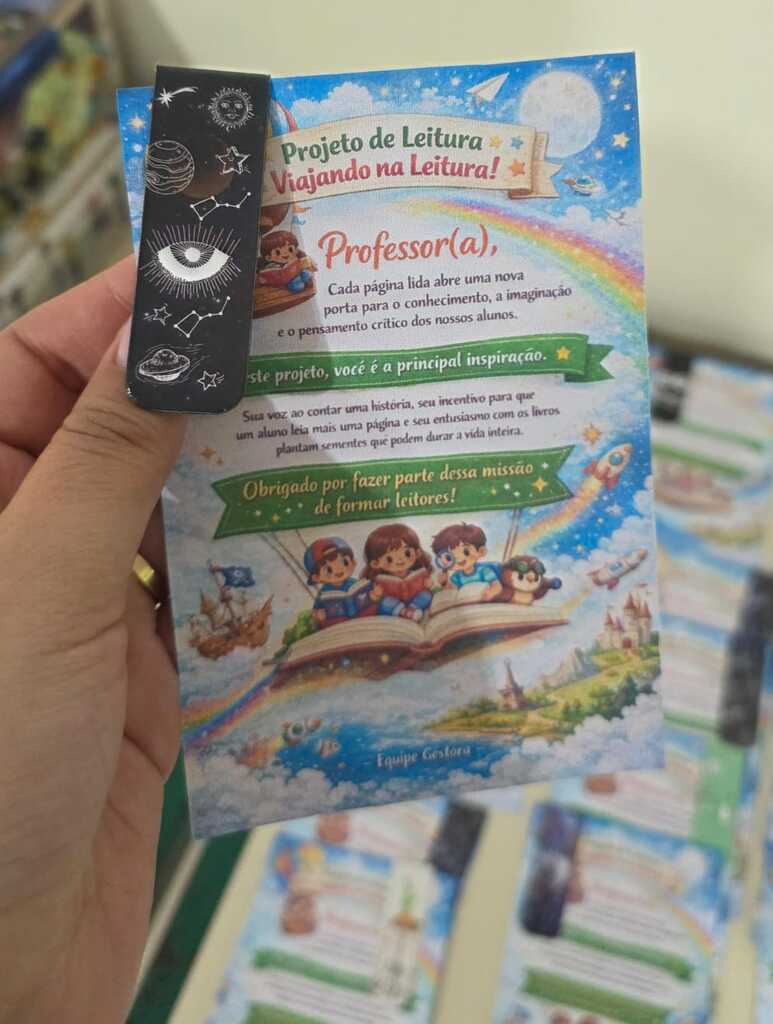 Projeto de Leitura
Viajando na Leitura!
Professor(a),
Cada página lida abre uma nova
porta para o conhecimento, a imaginação
e o pensamento crítico dos nossos alunos.
ste projeto, você é a principal inspiração.
Sua voz ao contar uma história, seu incentivo para que
um aluno leia mais uma página e seu entusiasmo com os livros
plantam sementes que podem durar a vida inteira.
Obrigado por fazer parte dessa missão
de formar leitores!
Equipe Gestora